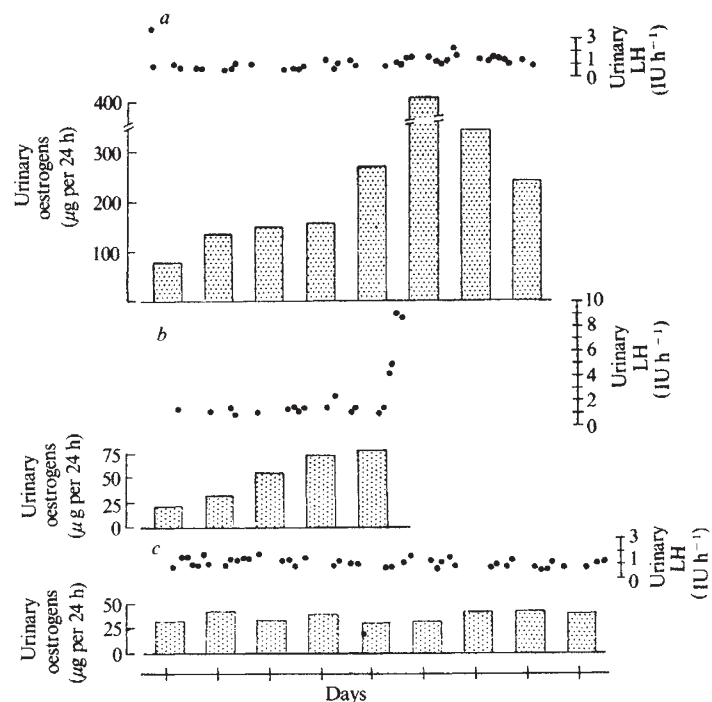 a
3
1
0
Urinary
LH
(IU h⁻¹)
400
300
200
100
Urinary
oestrogens
(μg per 24 h)
b
10
8
6
4
2
0
Urinary
LH
(IU h⁻¹)
75
50
25
0
Urinary
oestrogens
(μg per 24 h)
c
3
1
0
Urinary
LH
(IU h⁻¹)
50
25
0
Urinary
oestrogens
(μg per 24 h)
Days